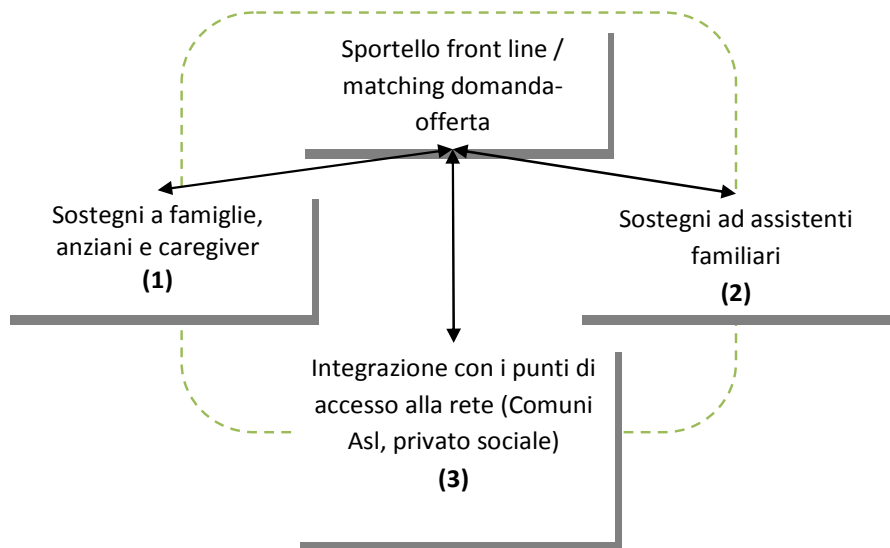 Sportello front line /
matching domanda-
offerta
Sostegni a famiglie,
anziani e caregiver
(1)
Sostegni ad assistenti
familiari
(2)
Integrazione con i punti di
accesso alla rete (Comuni
Asl, privato sociale)
(3)